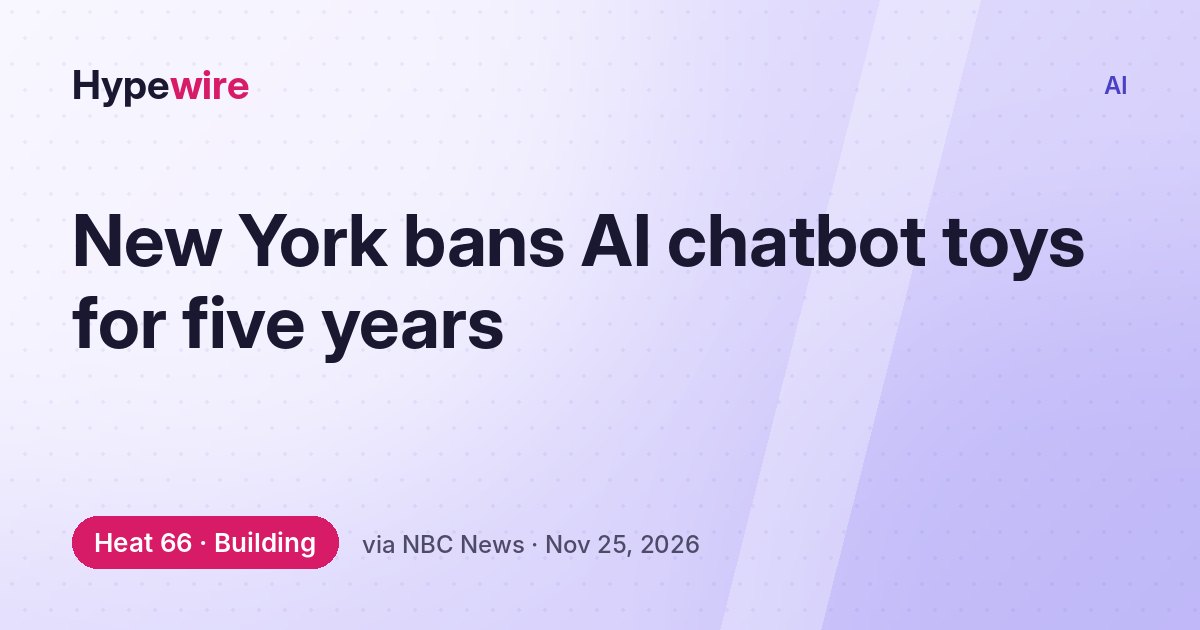 Hypewire
AI
New York bans AI chatbot toys
for five years
Heat 66 · Building
via NBC News · Nov 25, 2026